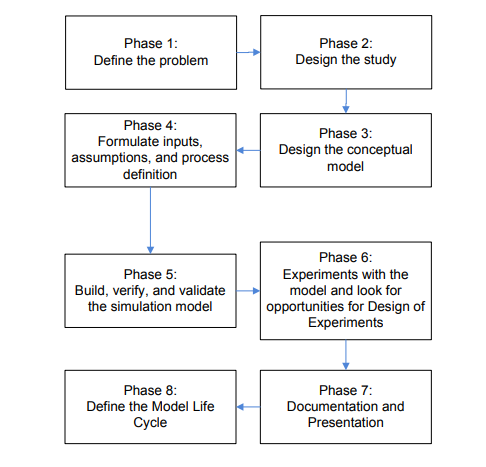 Phase 1:
Define the problem
Phase 2:
Design the study
Phase 3:
Design the conceptual
model
Phase 4:
Formulate inputs,
assumptions, and process
definition
Phase 5:
Build, verify, and validate
the simulation model
Phase 6:
Experiments with the
model and look for
opportunities for Design of
Experiments
Phase 7:
Documentation and
Presentation
Phase 8:
Define the Model Life
Cycle